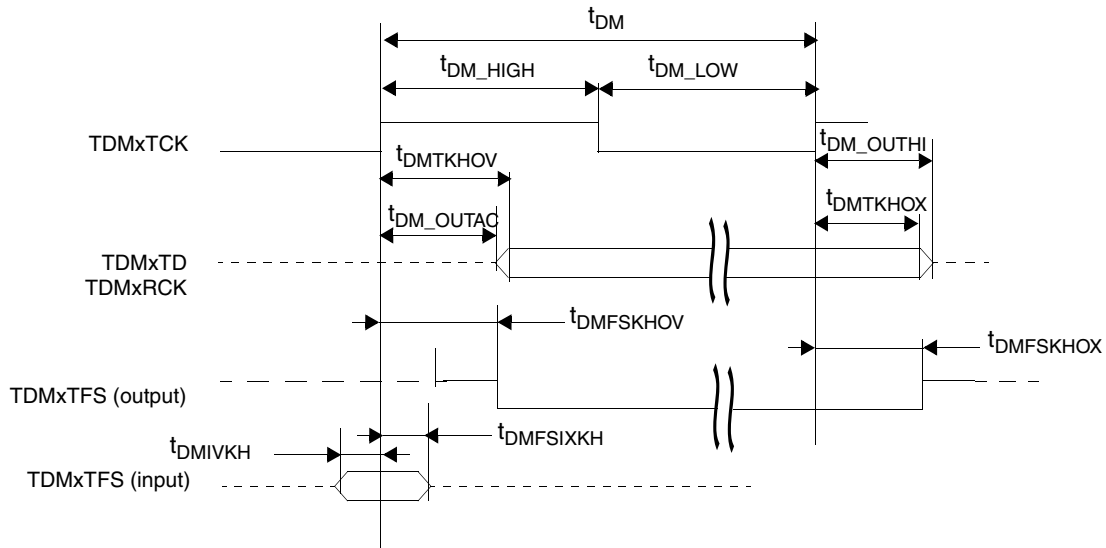 tDM
tDM_HIGH
tDM_LOW
TDMxTCK
tDM_OUTHI
tDMTKHOV
tDMTKHOX
tDM_OUTAC
TDMxTD
TDMxRCK
tDMFSKHOV
tDMFSKHOX
TDMxTFS (output)
tDMFSIXKH
tDMIVKH
TDMxTFS (input)